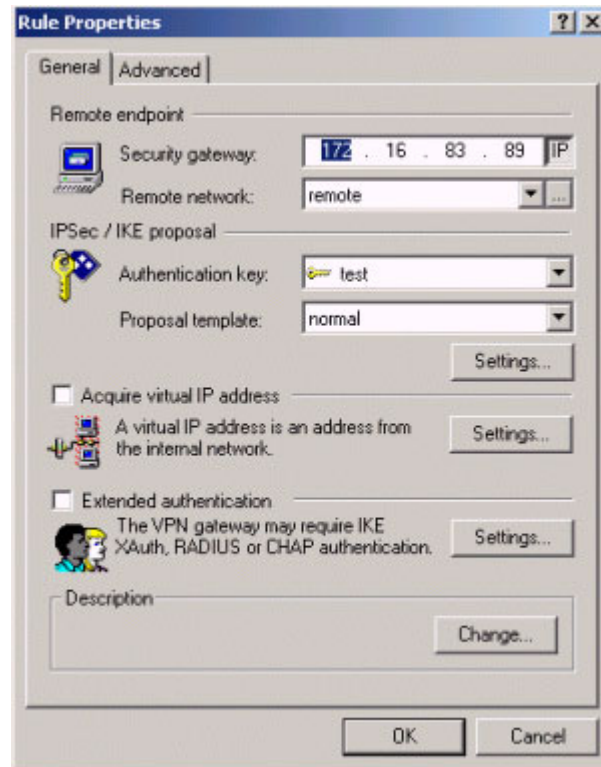 Rule Properties
General Advanced
Remote endpoint
Security gateway: 172 . 16 . 83 . 89 IP
Remote network: remote ...
IPSec / IKE proposal
Authentication key: test
Proposal template: normal
Settings...
Acquire virtual IP address
A virtual IP address is an address from
the internal network.
Settings...
Extended authentication
The VPN gateway may require IKE
XAuth, RADIUS or CHAP authentication.
Settings...
Description
Change...
OK Cancel